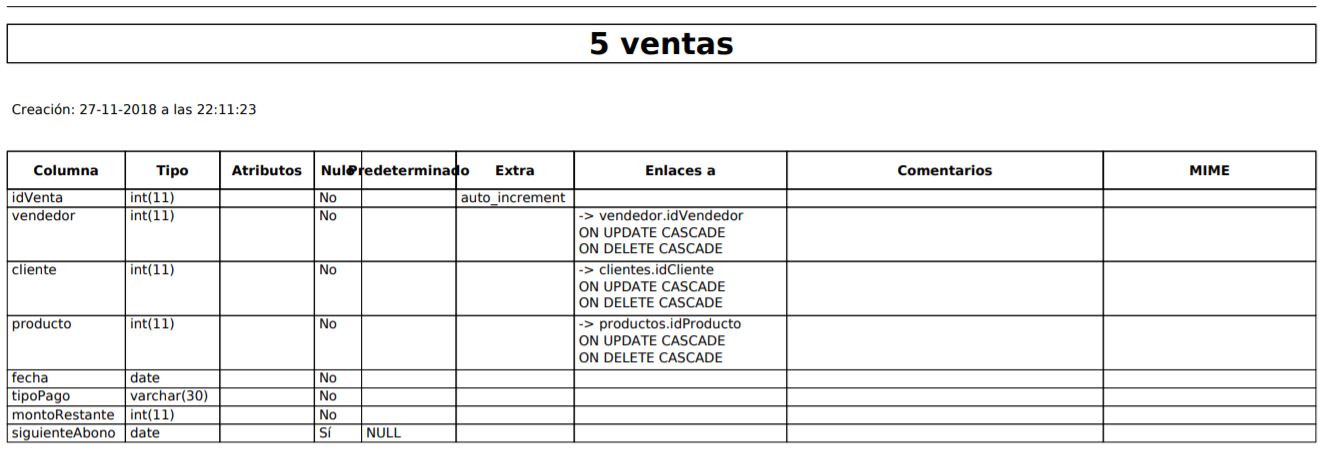 5 ventas
Creación: 27-11-2018 a las 22:11:23
Columna Tipo Atributos Nulo Predeterminado Extra Enlaces a Comentarios MIME
idVenta int(11) No auto_increment
vendedor int(11) No -> vendedor.idVendedor
ON UPDATE CASCADE
ON DELETE CASCADE
cliente int(11) No -> clientes.idCliente
ON UPDATE CASCADE
ON DELETE CASCADE
producto int(11) No -> productos.idProducto
ON UPDATE CASCADE
ON DELETE CASCADE
fecha date No
tipoPago varchar(30) No
montoRestante int(11) No
siguienteAbono date Sí NULL